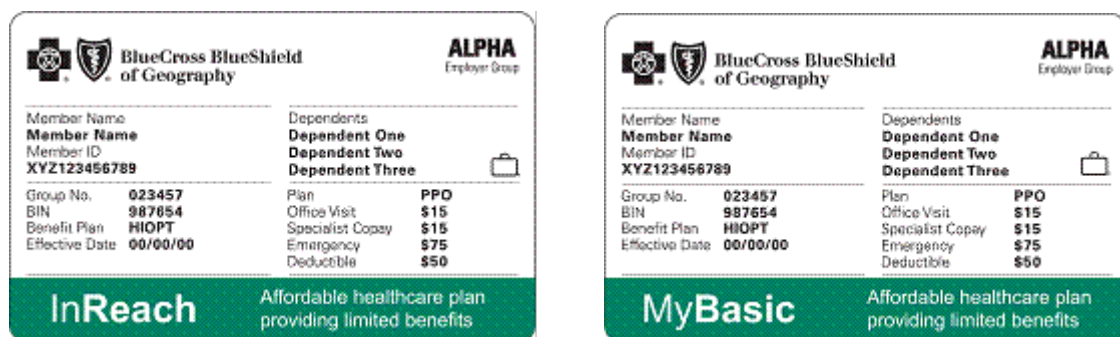 BlueCross BlueShield
of Geography
ALPHA
Employer Group
Member Name
Member Name
Member ID
XYZ123456789
Dependents
Dependent One
Dependent Two
Dependent Three
Group No. 023457
BIN 987654
Benefit Plan HIOPT
Effective Date 00/00/00
Plan PPO
Office Visit $15
Specialist Copay $15
Emergency $75
Deductible $50
InReach
Affordable healthcare plan
providing limited benefits
BlueCross BlueShield
of Geography
ALPHA
Employer Group
Member Name
Member Name
Member ID
XYZ123456789
Dependents
Dependent One
Dependent Two
Dependent Three
Group No. 023457
BIN 987654
Benefit Plan HIOPT
Effective Date 00/00/00
Plan PPO
Office Visit $15
Specialist Copay $15
Emergency $75
Deductible $50
MyBasic
Affordable healthcare plan
providing limited benefits